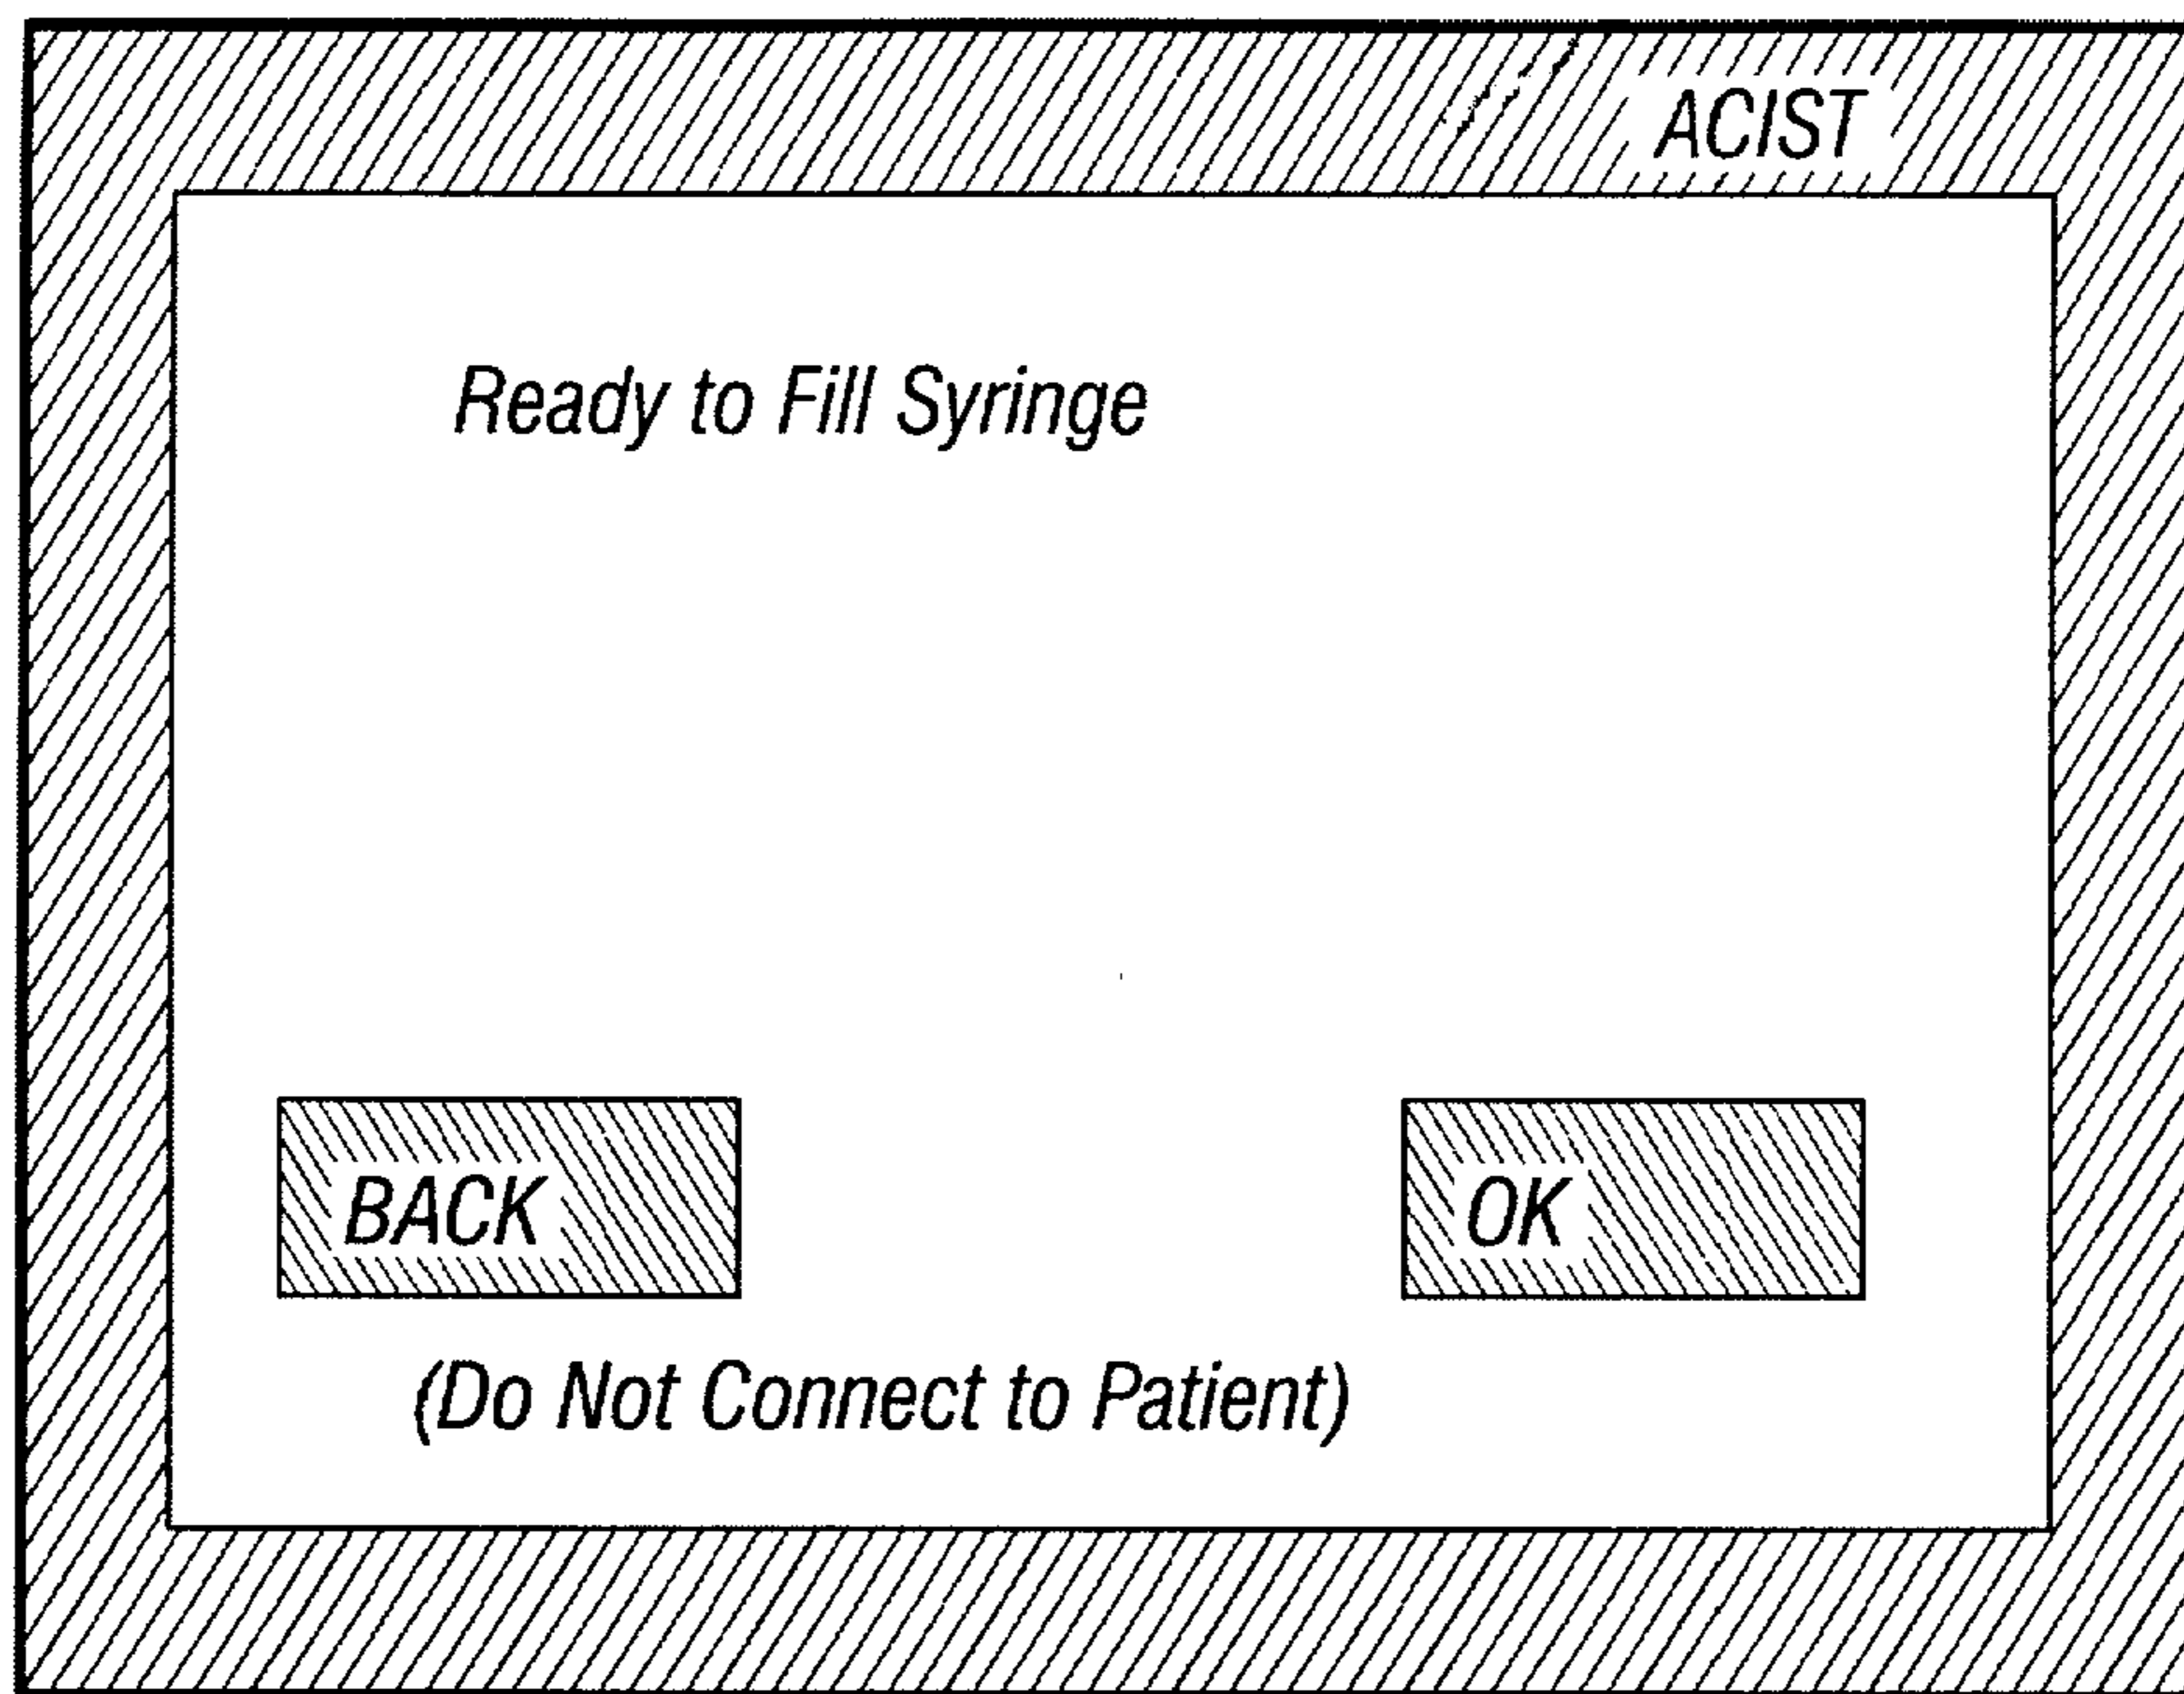 ACIST
Ready to Fill Syringe
BACK
OK
(Do Not Connect to Patient)